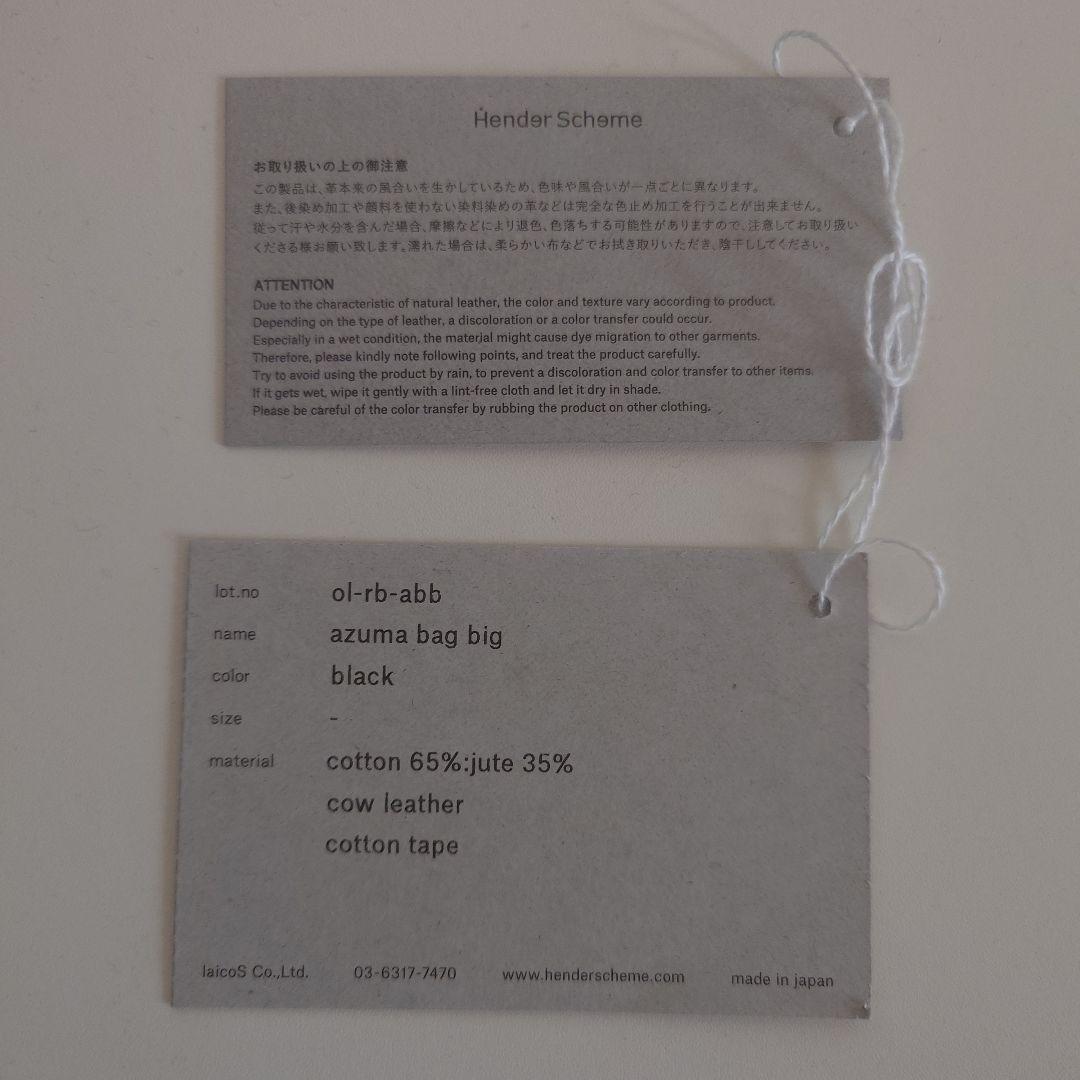 Hender Scheme
お取り扱いの上の御注意
この製品は、革本来の風合いを生かしているため、色味や風合いが一点ごとに異なります。
また、後染め加工や顔料を使わない染料染めの革などは完全な色止め加工を行うことが出来ません。
従って汗や水分を含んだ場合、摩擦などにより退色、色落ちする可能性がありますので、注意してお取り扱い
くださる様お願い致します。濡れた場合は、柔らかい布などでお拭き取りいただき、陰干ししてください。
ATTENTION
Due to the characteristic of natural leather, the color and texture vary according to product.
Depending on the type of leather, a discoloration or a color transfer could occur.
Especially in a wet condition, the material might cause dye migration to other garments.
Therefore, please kindly note following points, and treat the product carefully.
Try to avoid using the product by rain, to prevent a discoloration and color transfer to other items.
If it gets wet, wipe it gently with a lint-free cloth and let it dry in shade.
Please be careful of the color transfer by rubbing the product on other clothing.
lot.no ol-rb-abb
name azuma bag big
color black
size -
material cotton 65%:jute 35%
cow leather
cotton tape
laicoS Co.,Ltd. 03-6317-7470 www.henderscheme.com made in japan